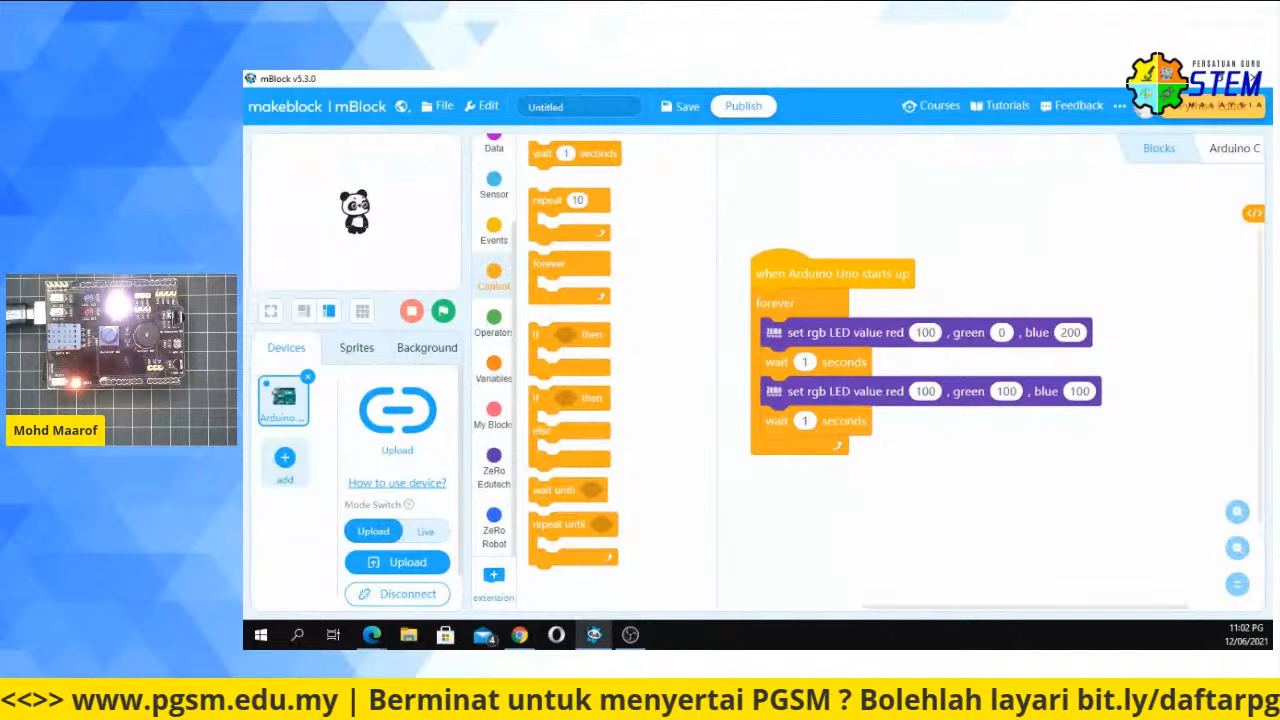 mBlock v5.3.0
PERSATUAN GURU
STEM
MALAYSIA
makeblock | mBlock
File
Edit
Untitled
Save
Publish
Courses
Tutorials
Feedback
Blocks
Arduino C
Data
Sensor
Events
Control
Operators
Variables
My Blocks
ZeRo
Edutech
ZeRo
Robot
extension
wait 1 seconds
repeat 10
forever
if then
if then
else
wait until
repeat until
when Arduino Uno starts up
forever
set rgb LED value red 100 , green 0 , blue 200
wait 1 seconds
set rgb LED value red 100 , green 100 , blue 100
wait 1 seconds
Devices
Sprites
Background
Arduino ...
add
Upload
How to use device?
Mode Switch
Upload
Live
Upload
Disconnect
Mohd Maarof
4
11:02 PG
12/06/2021
<<>> www.pgsm.edu.my | Berminat untuk menyertai PGSM ? Bolehlah layari bit.ly/daftarpg